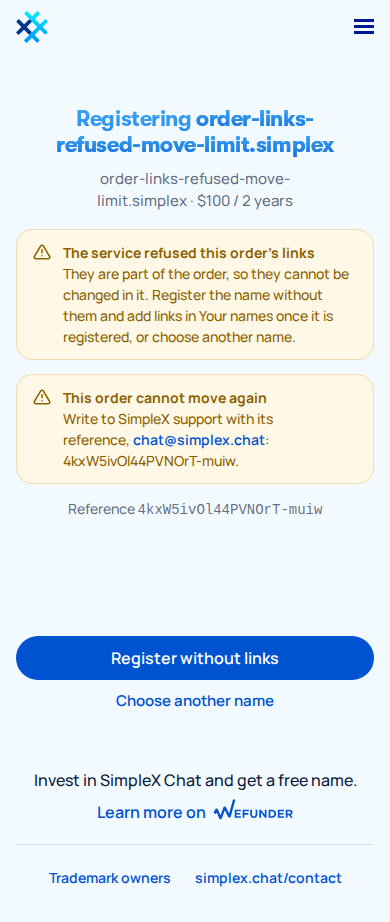 Registering order-links-
refused-move-limit.simplex
order-links-refused-move-
limit.simplex · $100 / 2 years
The service refused this order's links
They are part of the order, so they cannot be
changed in it. Register the name without
them and add links in Your names once it is
registered, or choose another name.
This order cannot move again
Write to SimpleX support with its
reference, chat@simplex.chat:
4kxW5ivOl44PVNOrT-muiw.
Reference 4kxW5ivOl44PVNOrT-muiw
Register without links
Choose another name
Invest in SimpleX Chat and get a free name.
Learn more on WEFUNDER
Trademark owners simplex.chat/contact